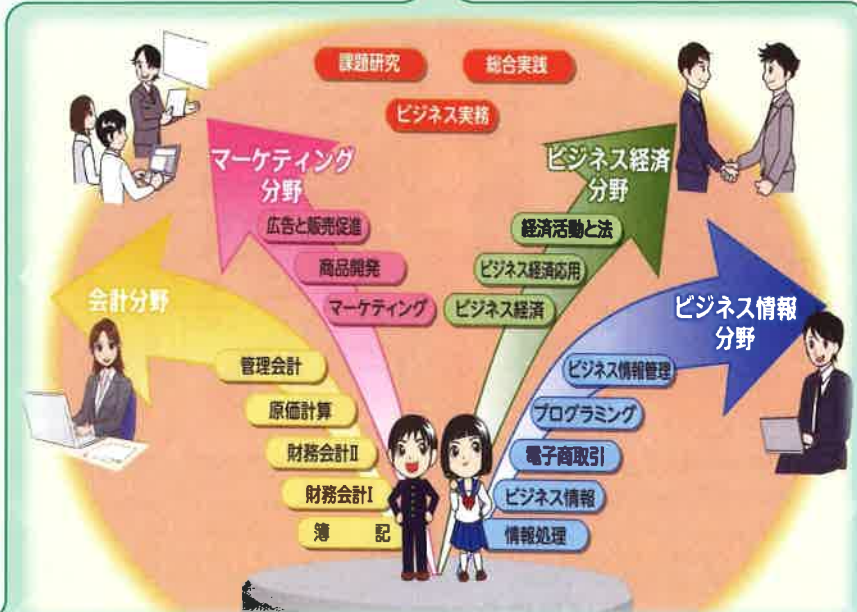 課題研究
総合実践
ビジネス実務
マーケティング
分野
広告と販売促進
商品開発
マーケティング
ビジネス経済
分野
経済活動と法
ビジネス経済応用
ビジネス経済
会計分野
管理会計
原価計算
財務会計Ⅱ
財務会計Ⅰ
簿　記
ビジネス情報
分野
ビジネス情報管理
プログラミング
電子商取引
ビジネス情報
情報処理